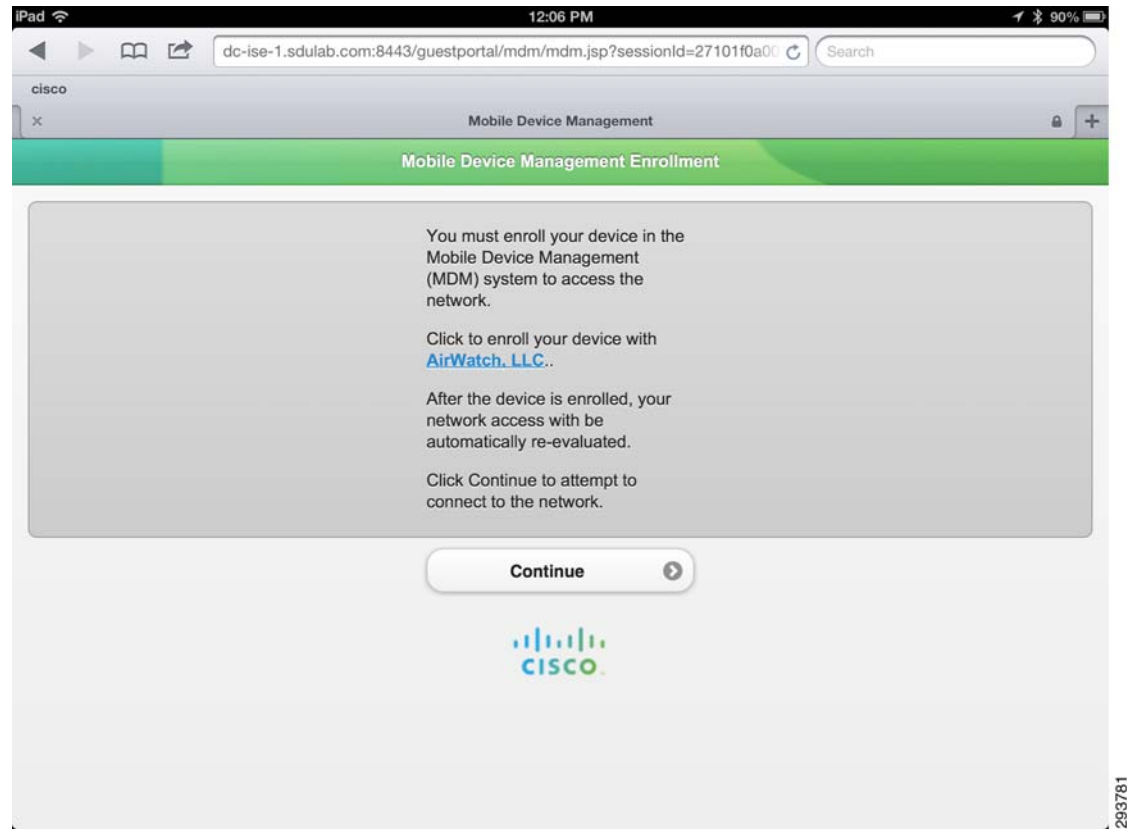 iPad
12:06 PM
90%
dc-ise-1.sdulab.com:8443/guestportal/mdm/mdm.jsp?sessionId=27101f0a00
Search
cisco
Mobile Device Management
Mobile Device Management Enrollment
You must enroll your device in the
Mobile Device Management
(MDM) system to access the
network.
Click to enroll your device with
AirWatch, LLC..
After the device is enrolled, your
network access with be
automatically re-evaluated.
Click Continue to attempt to
connect to the network.
Continue
CISCO
293781